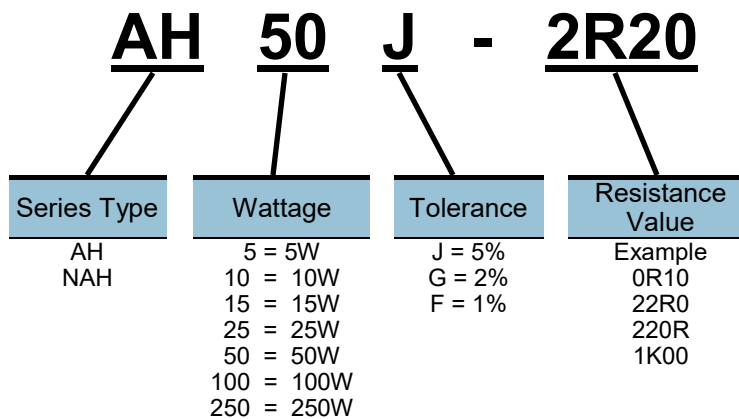 AH 50 J - 2R20
Series Type
AH
NAH
Wattage
5 = 5W
10 = 10W
15 = 15W
25 = 25W
50 = 50W
100 = 100W
250 = 250W
Tolerance
J = 5%
G = 2%
F = 1%
Resistance
Value
Example
0R10
22R0
220R
1K00